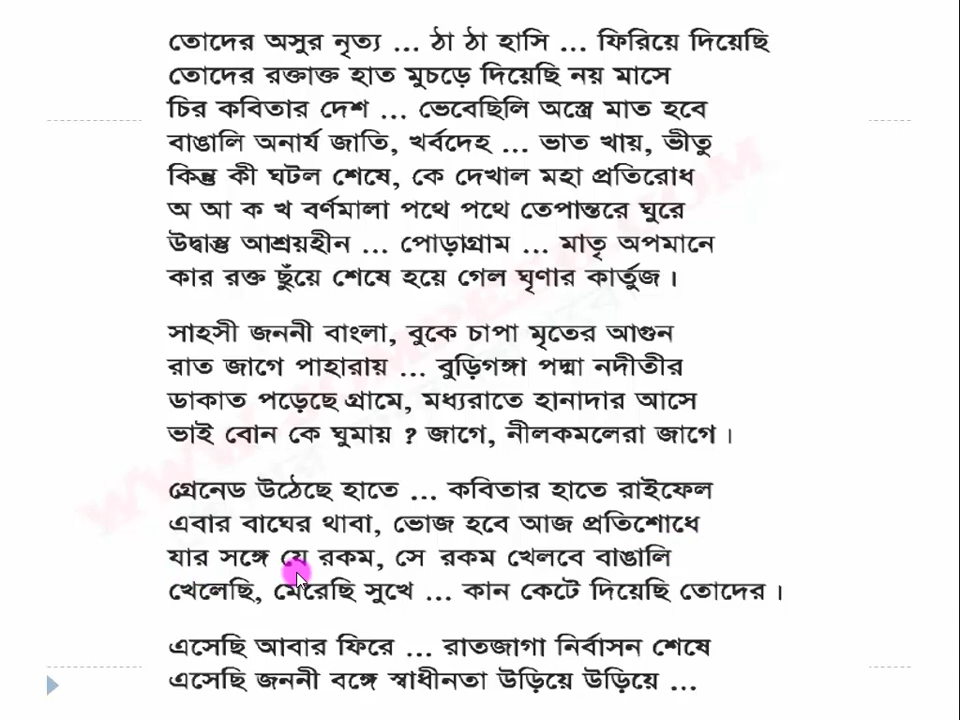 তোদের অসুর নৃত্য ... ঠা ঠা হাসি ... ফিরিয়ে দিয়েছি
তোদের রক্তাক্ত হাত মুচড়ে দিয়েছি নয় মাসে
চির কবিতার দেশ ... ভেবেছিলি অস্ত্রে মাত হবে
বাঙালি অনার্য জাতি, খর্বদেহ ... ভাত খায়, ভীতু
কিন্তু কী ঘটল শেষে, কে দেখাল মহা প্রতিরোধ
অ আ ক খ বর্ণমালা পথে পথে তেপান্তরে ঘুরে
উদ্বাস্তু আশ্রয়হীন ... পোড়াগ্রাম ... মাতৃ অপমানে
কার রক্ত ছুঁয়ে শেষে হয়ে গেল ঘৃণার কার্তুজ।
সাহসী জননী বাংলা, বুকে চাপা মৃতের আগুন
রাত জাগে পাহারায় ... বুড়িগঙ্গা পদ্মা নদীতীর
ডাকাত পড়েছে গ্রামে, মধ্যরাতে হানাদার আসে
ভাই বোন কে ঘুমায় ? জাগে, নীলকমলেরা জাগে।
গ্রেনেড উঠেছে হাতে ... কবিতার হাতে রাইফেল
এবার বাঘের থাবা, ভোজ হবে আজ প্রতিশোধে
যার সঙ্গে যে রকম, সে রকম খেলবে বাঙালি
খেলেছি, মেরেছি সুখে ... কান কেটে দিয়েছি তোদের।
এসেছি আবার ফিরে ... রাতজাগা নির্বাসন শেষে
এসেছি জননী বঙ্গে স্বাধীনতা উড়িয়ে উড়িয়ে ...